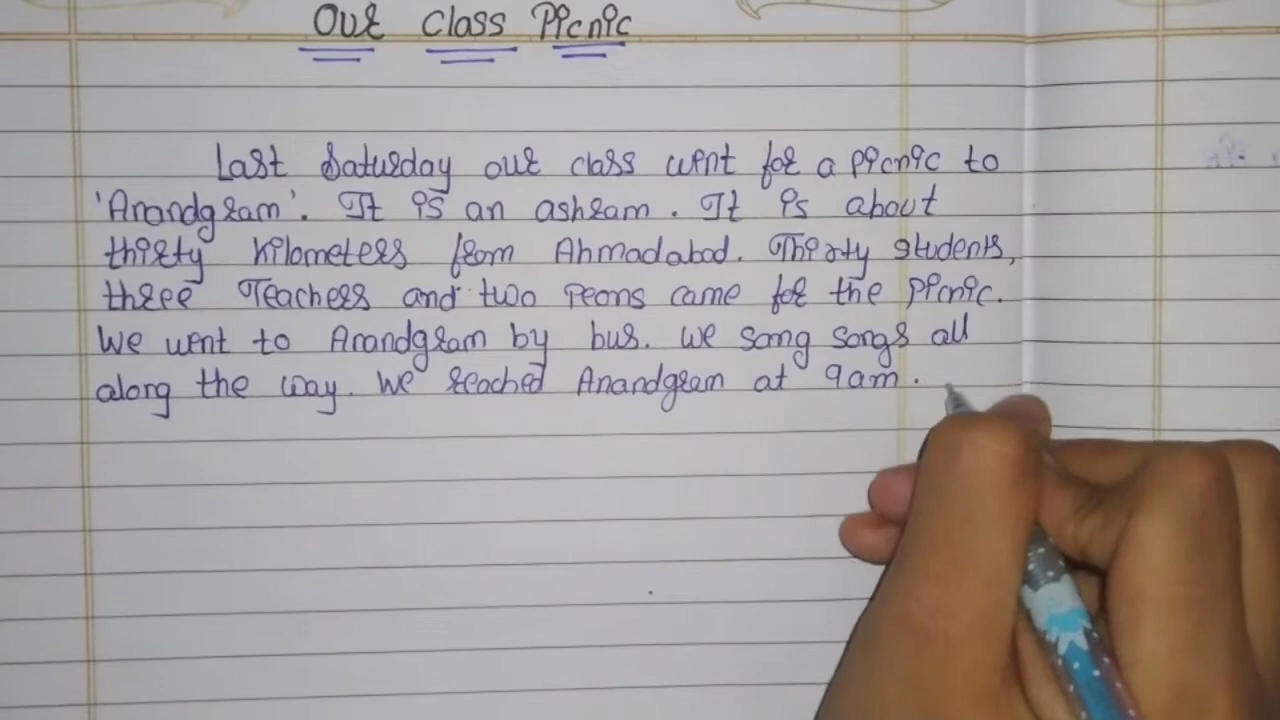 Our Class Picnic
Last Saturday our class went for a picnic to
'Anandgram'. It is an ashram. It is about
thirty kilometers from Ahmadabad. Thirty students,
three Teachers and two Peons came for the picnic.
We went to Anandgram by bus. We sang songs all
along the way. We reached Anandgram at 9am.